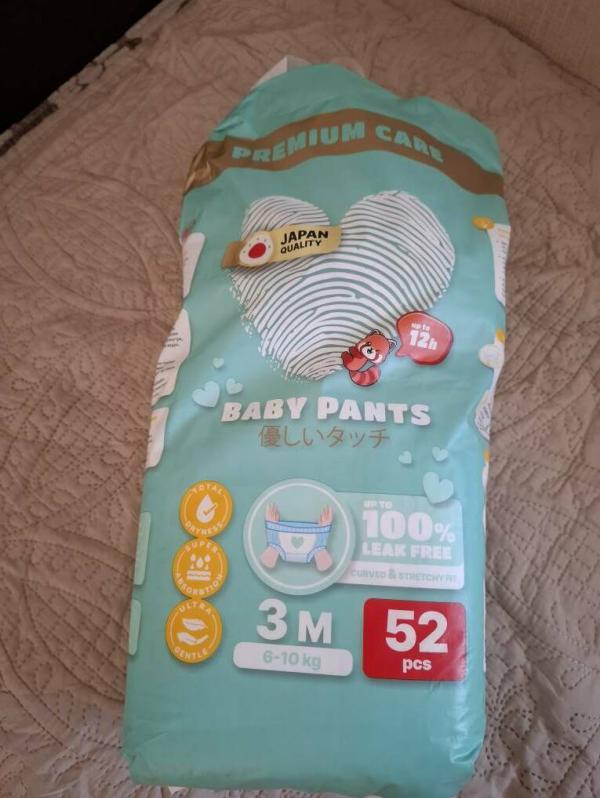 PREMIUM CARE
JAPAN
QUALITY
up to
12h
BABY PANTS
優しいタッチ
TOTAL
DRYNESS
UP TO
100%
LEAK FREE
CURVED & STRETCHY FIT
SUPER
ABSORBTION
ULTRA
GENTLE
3 M
6-10 kg
52
pcs